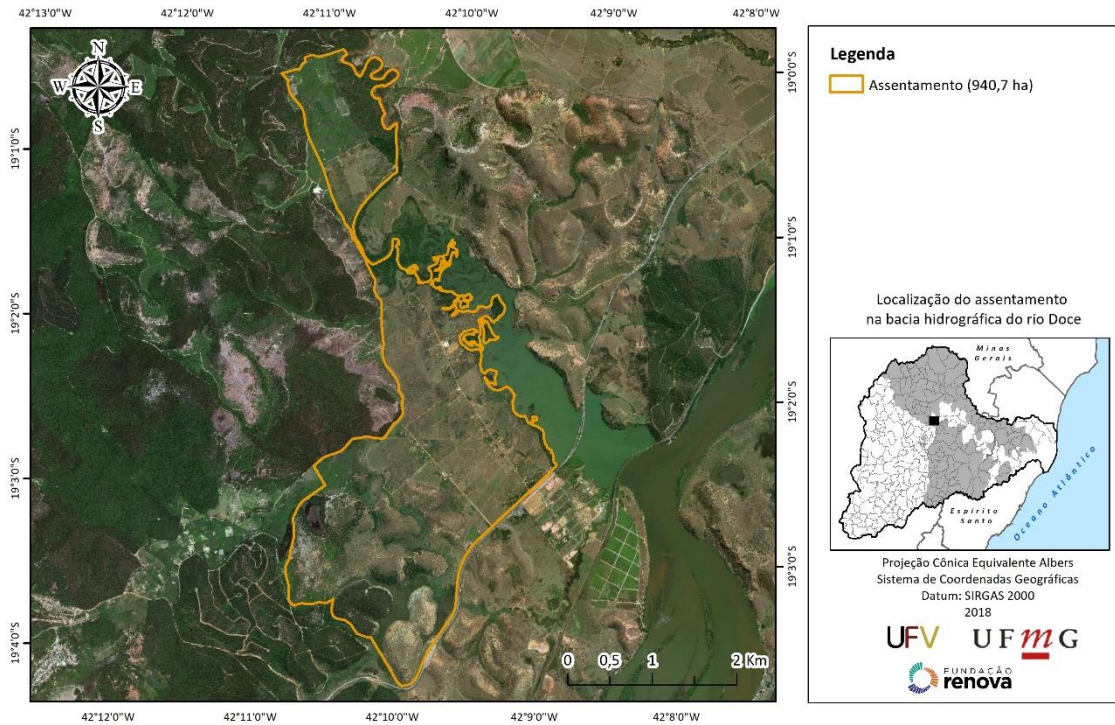 42°13'0"W 42°12'0"W 42°11'0"W 42°10'0"W 42°9'0"W 42°8'0"W
N
W E
S
19°0'0"S
19°1'0"S
19°1'0"S
19°2'0"S
19°2'0"S
19°3'0"S
19°3'0"S
19°4'0"S
0 0,5 1 2 Km
42°12'0"W 42°11'0"W 42°10'0"W 42°9'0"W 42°8'0"W
Legenda
Assentamento (940,7 ha)
Localização do assentamento
na bacia hidrográfica do rio Doce
Minas
Gerais
Espírito
Santo
Oceano Atlântico
Projeção Cônica Equivalente Albers
Sistema de Coordenadas Geográficas
Datum: SIRGAS 2000
2018
UFV UFmG
FUNDAÇÃO
renova